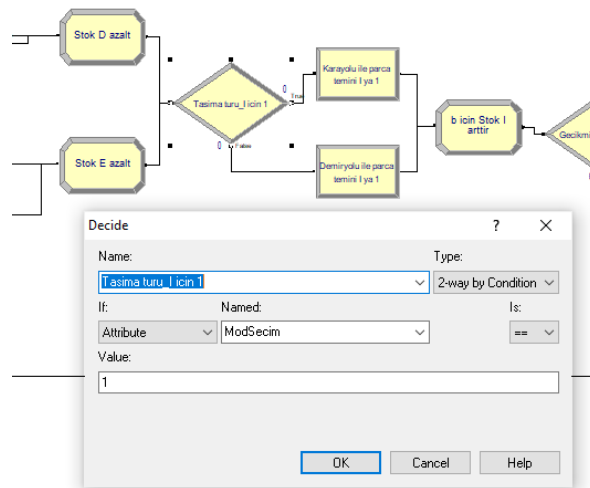 Stok D azalt
Tasima turu_I icin 1
0
True
0
False
Karayolu ile parca
temini I ya 1
Demiryolu ile parca
temini I ya 1
b icin Stok I
arttir
Gecikmi
Stok E azalt
Decide
?
Name:
Type:
Tasima turu_I icin 1
2-way by Condition
If:
Named:
Is:
Attribute
ModSecim
==
Value:
1
OK
Cancel
Help